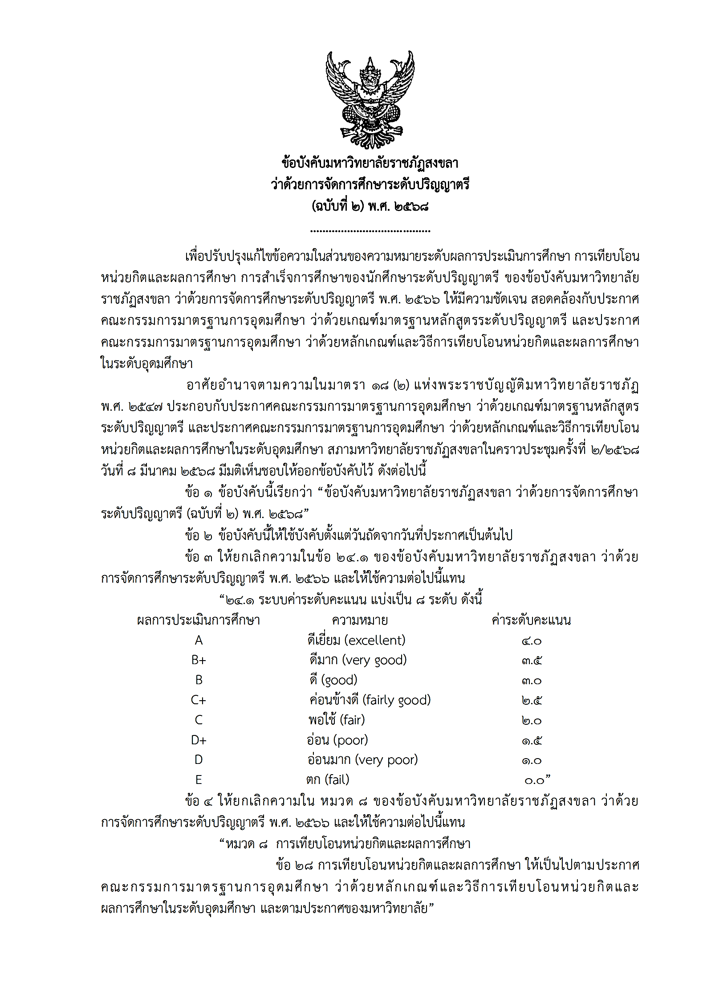 ข้อบังคับมหาวิทยาลัยราชภัฏสงขลา
ว่าด้วยการจัดการศึกษาระดับปริญญาตรี
(ฉบับที่ ๒) พ.ศ. ๒๕๖๘
.......................................
เพื่อปรับปรุงแก้ไขข้อความในส่วนของความหมายระดับผลการประเมินการศึกษา การเทียบโอน
หน่วยกิตและผลการศึกษา การสำเร็จการศึกษาของนักศึกษาระดับปริญญาตรี ของข้อบังคับมหาวิทยาลัย
ราชภัฏสงขลา ว่าด้วยการจัดการศึกษาระดับปริญญาตรี พ.ศ. ๒๕๖๖ ให้มีความชัดเจน สอดคล้องกับประกาศ
คณะกรรมการมาตรฐานการอุดมศึกษา ว่าด้วยเกณฑ์มาตรฐานหลักสูตรระดับปริญญาตรี และประกาศ
คณะกรรมการมาตรฐานการอุดมศึกษา ว่าด้วยหลักเกณฑ์และวิธีการเทียบโอนหน่วยกิตและผลการศึกษา
ในระดับอุดมศึกษา
อาศัยอำนาจตามความในมาตรา ๑๘ (๒) แห่งพระราชบัญญัติมหาวิทยาลัยราชภัฏ
พ.ศ. ๒๕๔๗ ประกอบกับประกาศคณะกรรมการมาตรฐานการอุดมศึกษา ว่าด้วยเกณฑ์มาตรฐานหลักสูตร
ระดับปริญญาตรี และประกาศคณะกรรมการมาตรฐานการอุดมศึกษา ว่าด้วยหลักเกณฑ์และวิธีการเทียบโอน
หน่วยกิตและผลการศึกษาในระดับอุดมศึกษา สภามหาวิทยาลัยราชภัฏสงขลาในคราวประชุมครั้งที่ ๒/๒๕๖๘
วันที่ ๘ มีนาคม ๒๕๖๘ มีมติเห็นชอบให้ออกข้อบังคับไว้ ดังต่อไปนี้
ข้อ ๑ ข้อบังคับนี้เรียกว่า “ข้อบังคับมหาวิทยาลัยราชภัฏสงขลา ว่าด้วยการจัดการศึกษา
ระดับปริญญาตรี (ฉบับที่ ๒) พ.ศ. ๒๕๖๘”
ข้อ ๒ ข้อบังคับนี้ให้ใช้บังคับตั้งแต่วันถัดจากวันที่ประกาศเป็นต้นไป
ข้อ ๓ ให้ยกเลิกความในข้อ ๒๔.๑ ของข้อบังคับมหาวิทยาลัยราชภัฏสงขลา ว่าด้วย
การจัดการศึกษาระดับปริญญาตรี พ.ศ. ๒๕๖๖ และให้ใช้ความต่อไปนี้แทน
“๒๔.๑ ระบบค่าระดับคะแนน แบ่งเป็น ๘ ระดับ ดังนี้
ผลการประเมินการศึกษา ความหมาย ค่าระดับคะแนน
A ดีเยี่ยม (excellent) ๔.๐
B+ ดีมาก (very good) ๓.๕
B ดี (good) ๓.๐
C+ ค่อนข้างดี (fairly good) ๒.๕
C พอใช้ (fair) ๒.๐
D+ อ่อน (poor) ๑.๕
D อ่อนมาก (very poor) ๑.๐
E ตก (fail) ๐.๐”
ข้อ ๔ ให้ยกเลิกความใน หมวด ๘ ของข้อบังคับมหาวิทยาลัยราชภัฏสงขลา ว่าด้วย
การจัดการศึกษาระดับปริญญาตรี พ.ศ. ๒๕๖๖ และให้ใช้ความต่อไปนี้แทน
“หมวด ๘ การเทียบโอนหน่วยกิตและผลการศึกษา
ข้อ ๒๘ การเทียบโอนหน่วยกิตและผลการศึกษา ให้เป็นไปตามประกาศ
คณะกรรมการมาตรฐานการอุดมศึกษา ว่าด้วยหลักเกณฑ์และวิธีการเทียบโอนหน่วยกิตและ
ผลการศึกษาในระดับอุดมศึกษา และตามประกาศของมหาวิทยาลัย”